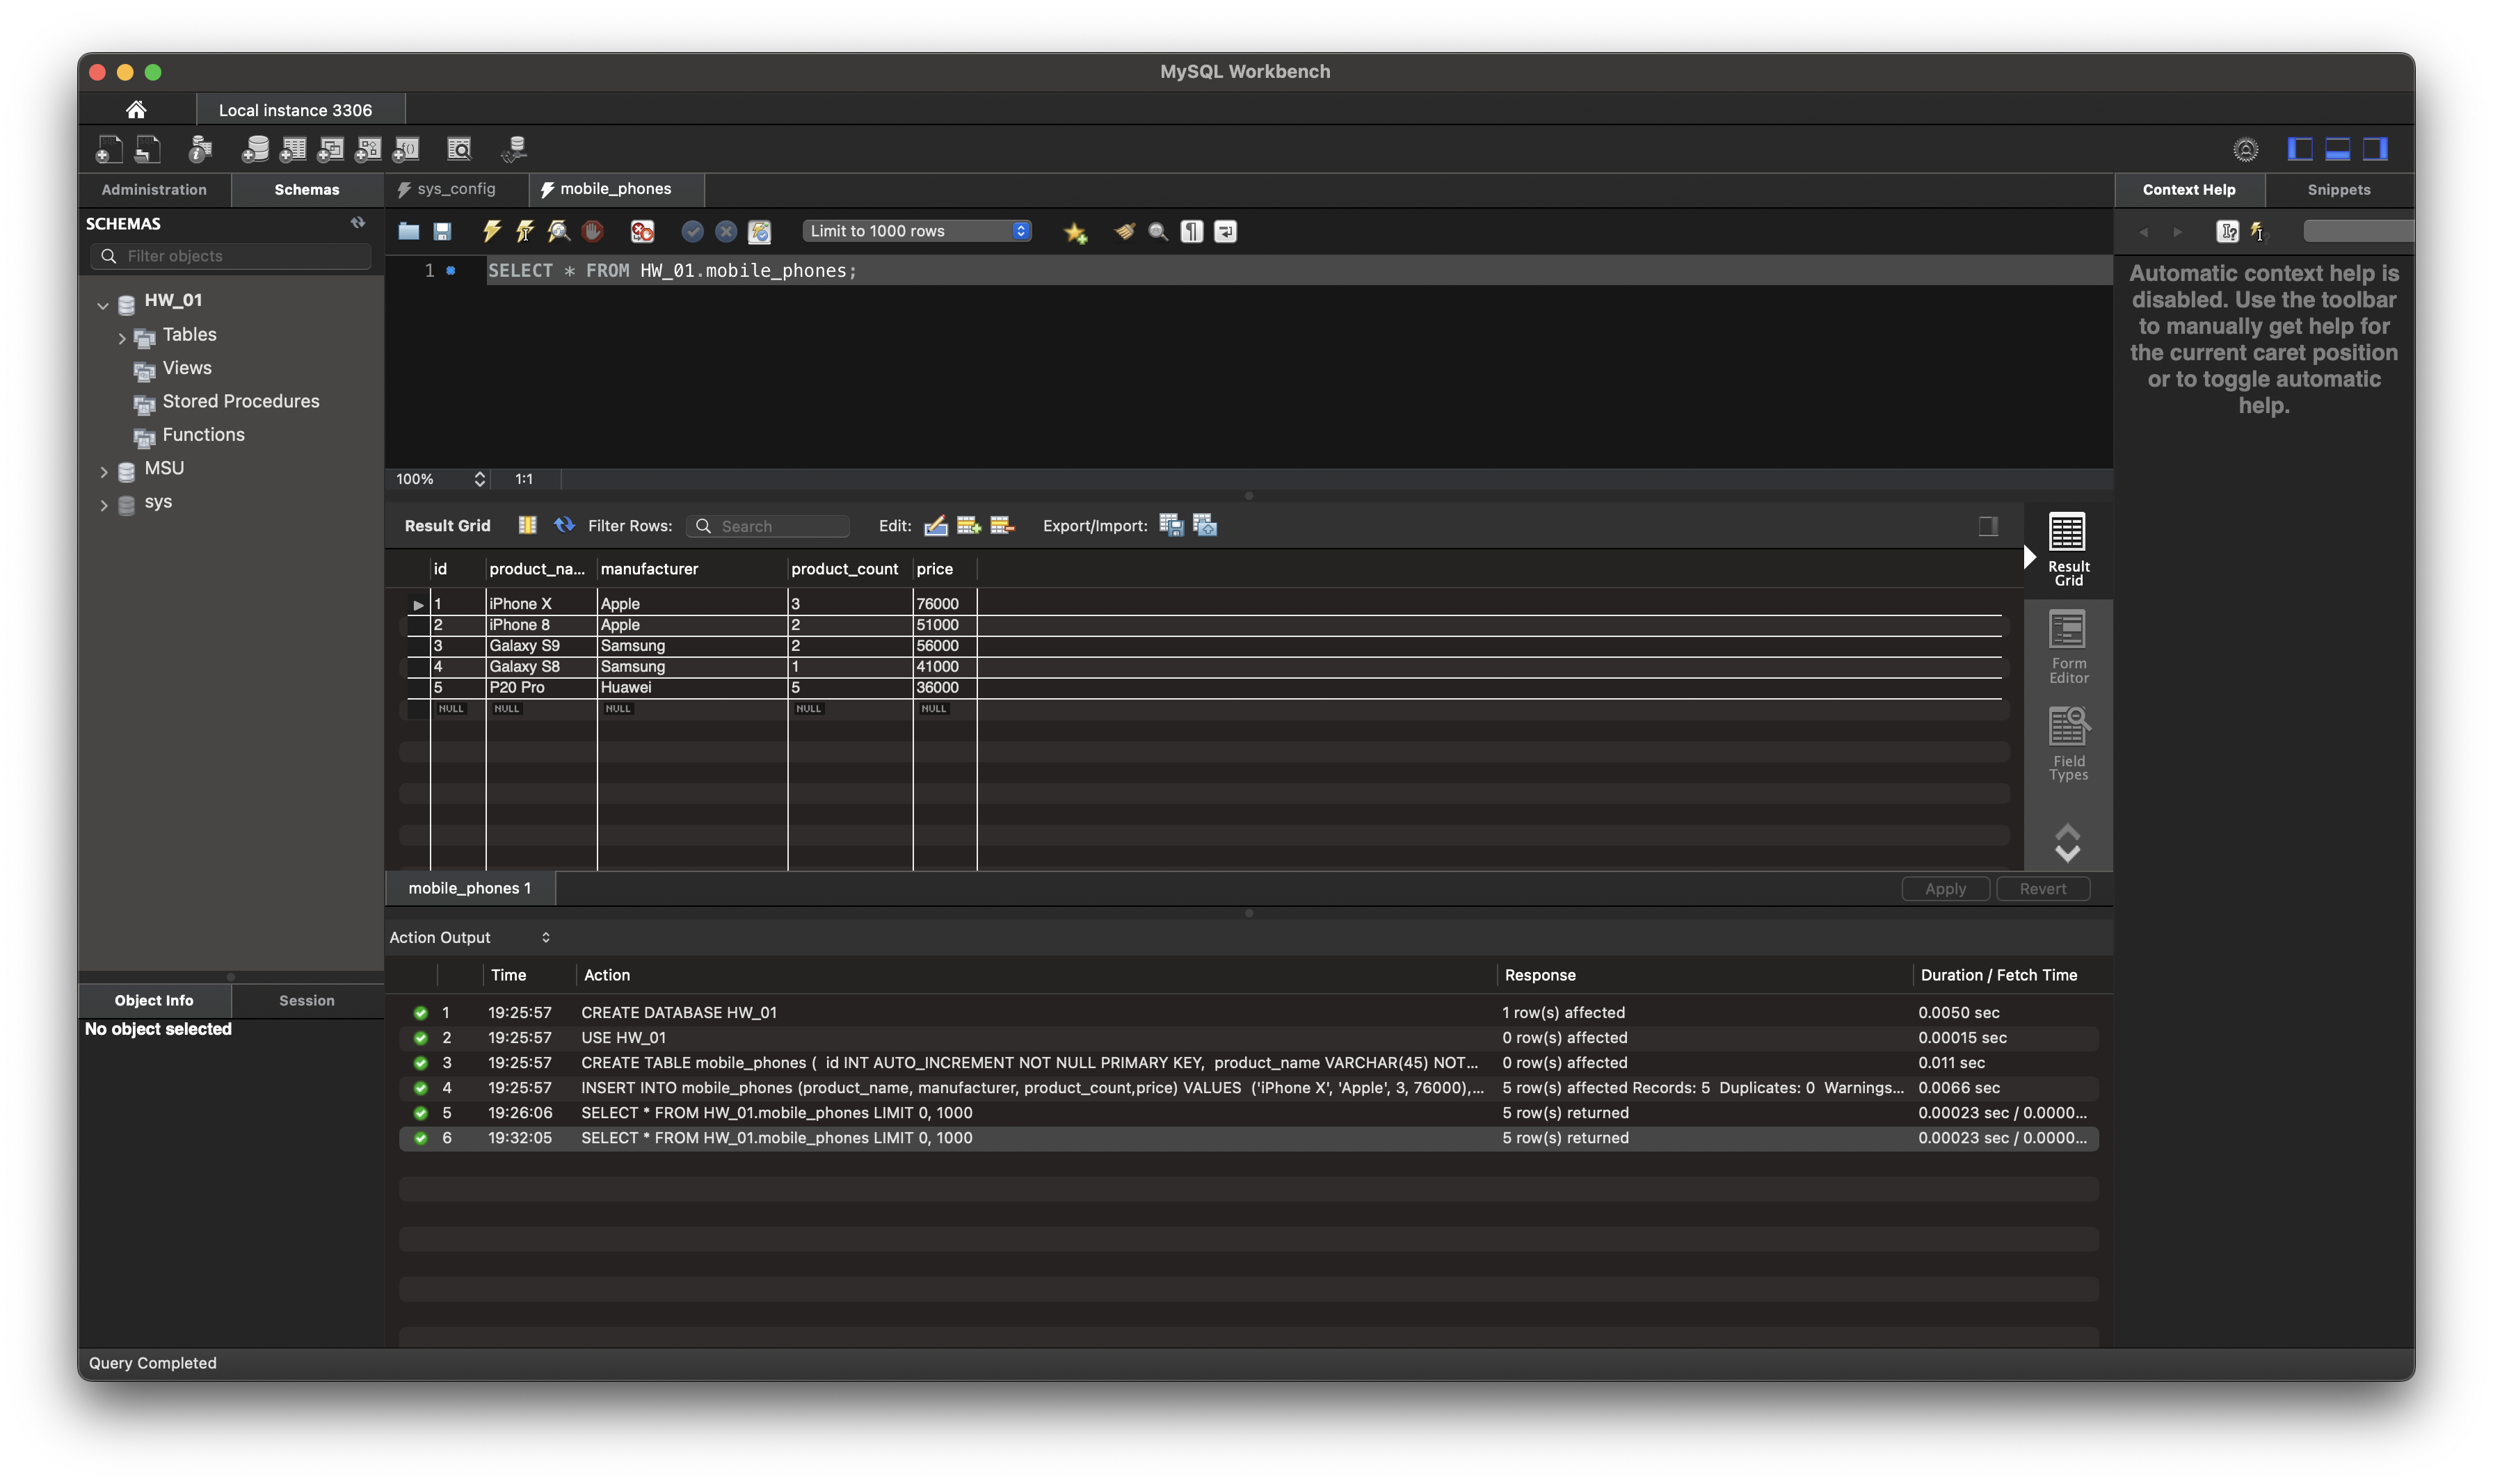 MySQL Workbench
Local instance 3306
Administration Schemas
sys_config mobile_phones
Context Help Snippets
SCHEMAS
Filter objects
Limit to 1000 rows
1 SELECT * FROM HW_01.mobile_phones;
HW_01
Tables
Views
Stored Procedures
Functions
MSU
sys
Automatic context help is
disabled. Use the toolbar
to manually get help for
the current caret position
or to toggle automatic
help.
100% 1:1
Result Grid Filter Rows: Search Edit: Export/Import:
id product_na... manufacturer product_count price
1 iPhone X Apple 3 76000
2 iPhone 8 Apple 2 51000
3 Galaxy S9 Samsung 2 56000
4 Galaxy S8 Samsung 1 41000
5 P20 Pro Huawei 5 36000
NULL NULL NULL NULL NULL
Result
Grid
Form
Editor
Field
Types
mobile_phones 1 Apply Revert
Action Output
Time Action Response Duration / Fetch Time
1 19:25:57 CREATE DATABASE HW_01 1 row(s) affected 0.0050 sec
2 19:25:57 USE HW_01 0 row(s) affected 0.00015 sec
3 19:25:57 CREATE TABLE mobile_phones ( id INT AUTO_INCREMENT NOT NULL PRIMARY KEY, product_name VARCHAR(45) NOT... 0 row(s) affected 0.011 sec
4 19:25:57 INSERT INTO mobile_phones (product_name, manufacturer, product_count,price) VALUES ('iPhone X', 'Apple', 3, 76000),... 5 row(s) affected Records: 5 Duplicates: 0 Warnings... 0.0066 sec
5 19:26:06 SELECT * FROM HW_01.mobile_phones LIMIT 0, 1000 5 row(s) returned 0.00023 sec / 0.0000...
6 19:32:05 SELECT * FROM HW_01.mobile_phones LIMIT 0, 1000 5 row(s) returned 0.00023 sec / 0.0000...
Object Info Session
No object selected
Query Completed